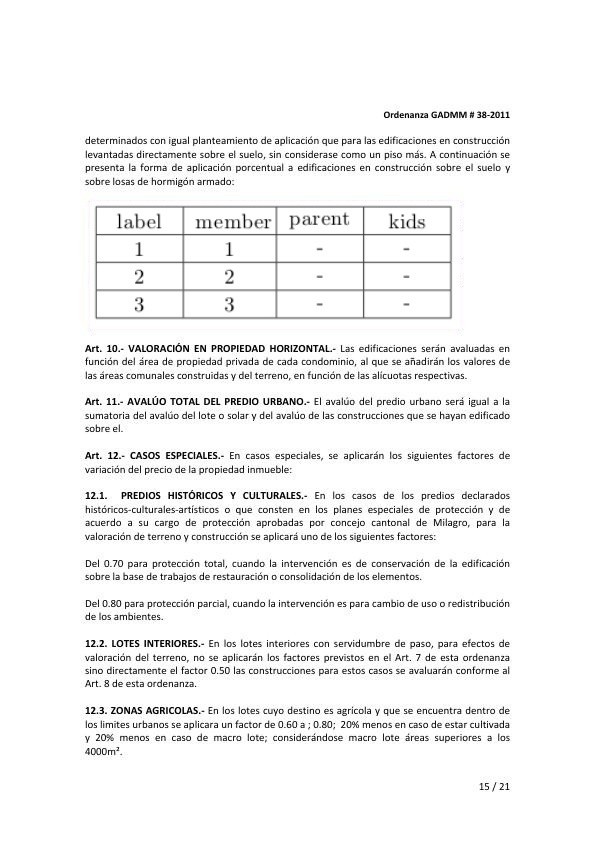 Ordenanza GADMM # 38-2011
determinados con igual planteamiento de aplicación que para las edificaciones en construcción
levantadas directamente sobre el suelo, sin considerase como un piso más. A continuación se
presenta la forma de aplicación porcentual a edificaciones en construcción sobre el suelo y
sobre losas de hormigón armado:
label member parent kids
1 1 - -
2 2 - -
3 3 - -
Art. 10.- VALORACIÓN EN PROPIEDAD HORIZONTAL.- Las edificaciones serán avaluadas en
función del área de propiedad privada de cada condominio, al que se añadirán los valores de
las áreas comunales construidas y del terreno, en función de las alícuotas respectivas.
Art. 11.- AVALÚO TOTAL DEL PREDIO URBANO.- El avalúo del predio urbano será igual a la
sumatoria del avalúo del lote o solar y del avalúo de las construcciones que se hayan edificado
sobre el.
Art. 12.- CASOS ESPECIALES.- En casos especiales, se aplicarán los siguientes factores de
variación del precio de la propiedad inmueble:
12.1. PREDIOS HISTÓRICOS Y CULTURALES.- En los casos de los predios declarados
históricos-culturales-artísticos o que consten en los planes especiales de protección y de
acuerdo a su cargo de protección aprobadas por concejo cantonal de Milagro, para la
valoración de terreno y construcción se aplicará uno de los siguientes factores:
Del 0.70 para protección total, cuando la intervención es de conservación de la edificación
sobre la base de trabajos de restauración o consolidación de los elementos.
Del 0.80 para protección parcial, cuando la intervención es para cambio de uso o redistribución
de los ambientes.
12.2. LOTES INTERIORES.- En los lotes interiores con servidumbre de paso, para efectos de
valoración del terreno, no se aplicarán los factores previstos en el Art. 7 de esta ordenanza
sino directamente el factor 0.50 las construcciones para estos casos se evaluarán conforme al
Art. 8 de esta ordenanza.
12.3. ZONAS AGRICOLAS.- En los lotes cuyo destino es agrícola y que se encuentra dentro de
los limites urbanos se aplicara un factor de 0.60 a ; 0.80; 20% menos en caso de estar cultivada
y 20% menos en caso de macro lote; considerándose macro lote áreas superiores a los
4000m².
15 / 21